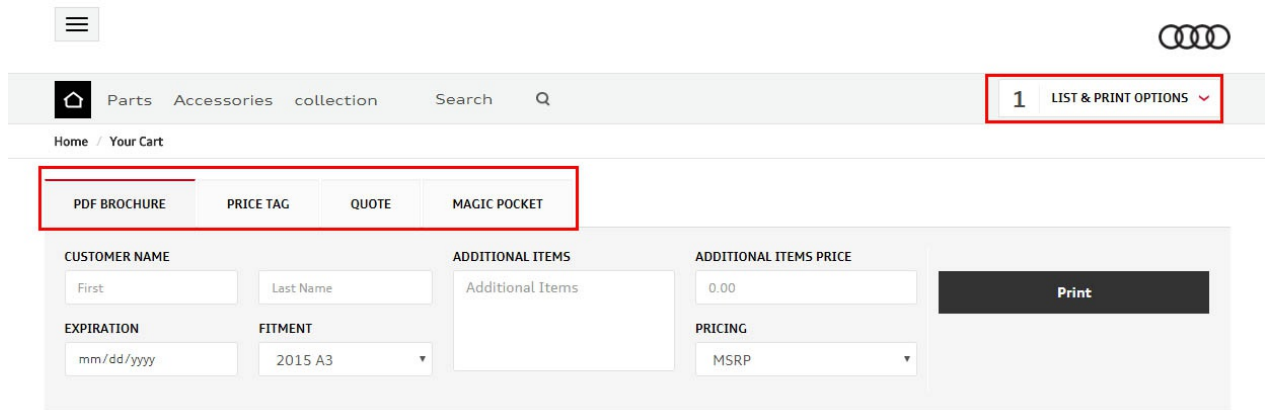 Parts Accessories collection Search 1 LIST & PRINT OPTIONS
Home / Your Cart
PDF BROCHURE PRICE TAG QUOTE MAGIC POCKET
CUSTOMER NAME ADDITIONAL ITEMS ADDITIONAL ITEMS PRICE
First Last Name Additional Items 0.00 Print
EXPIRATION FITMENT PRICING
mm/dd/yyyy 2015 A3 MSRP